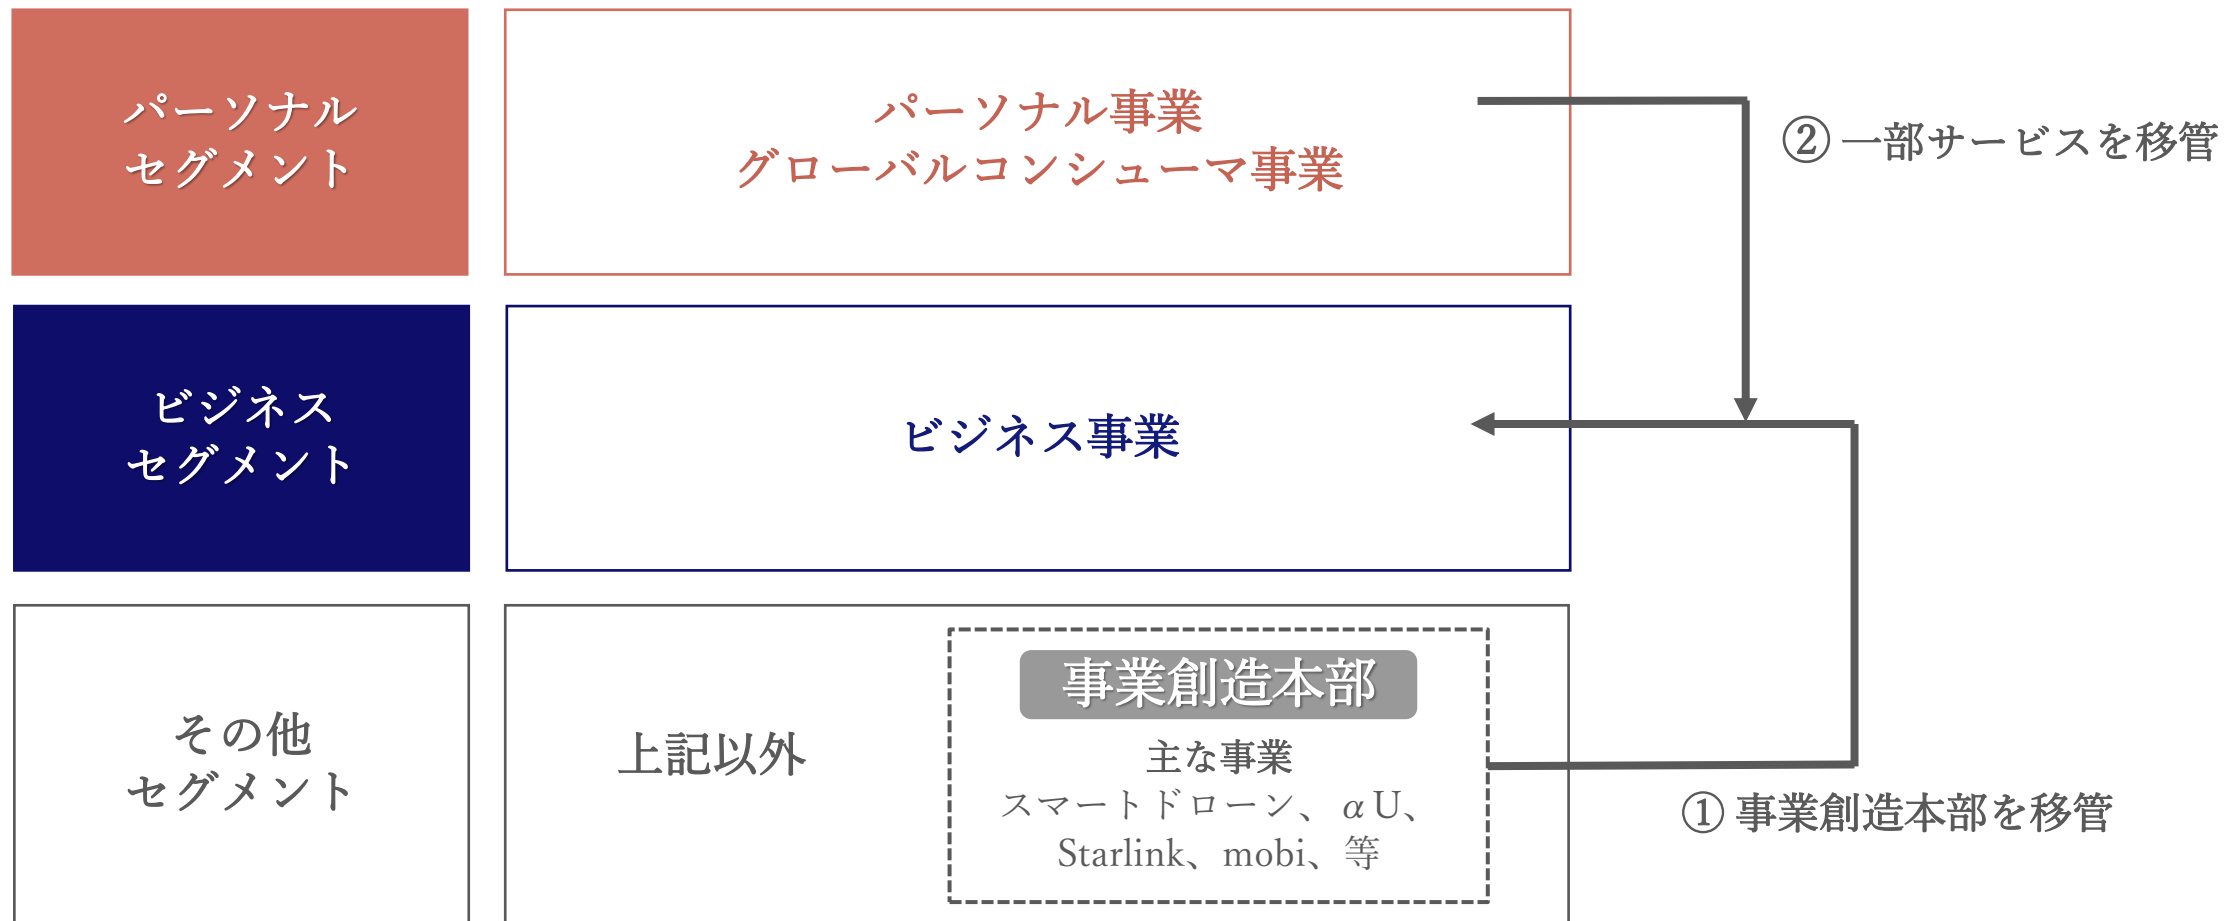 パーソナル
セグメント
パーソナル事業
グローバルコンシューマ事業
② 一部サービスを移管
ビジネス
セグメント
ビジネス事業
その他
セグメント
上記以外
事業創造本部
主な事業
スマートドローン、αU、
Starlink、mobi、等
① 事業創造本部を移管